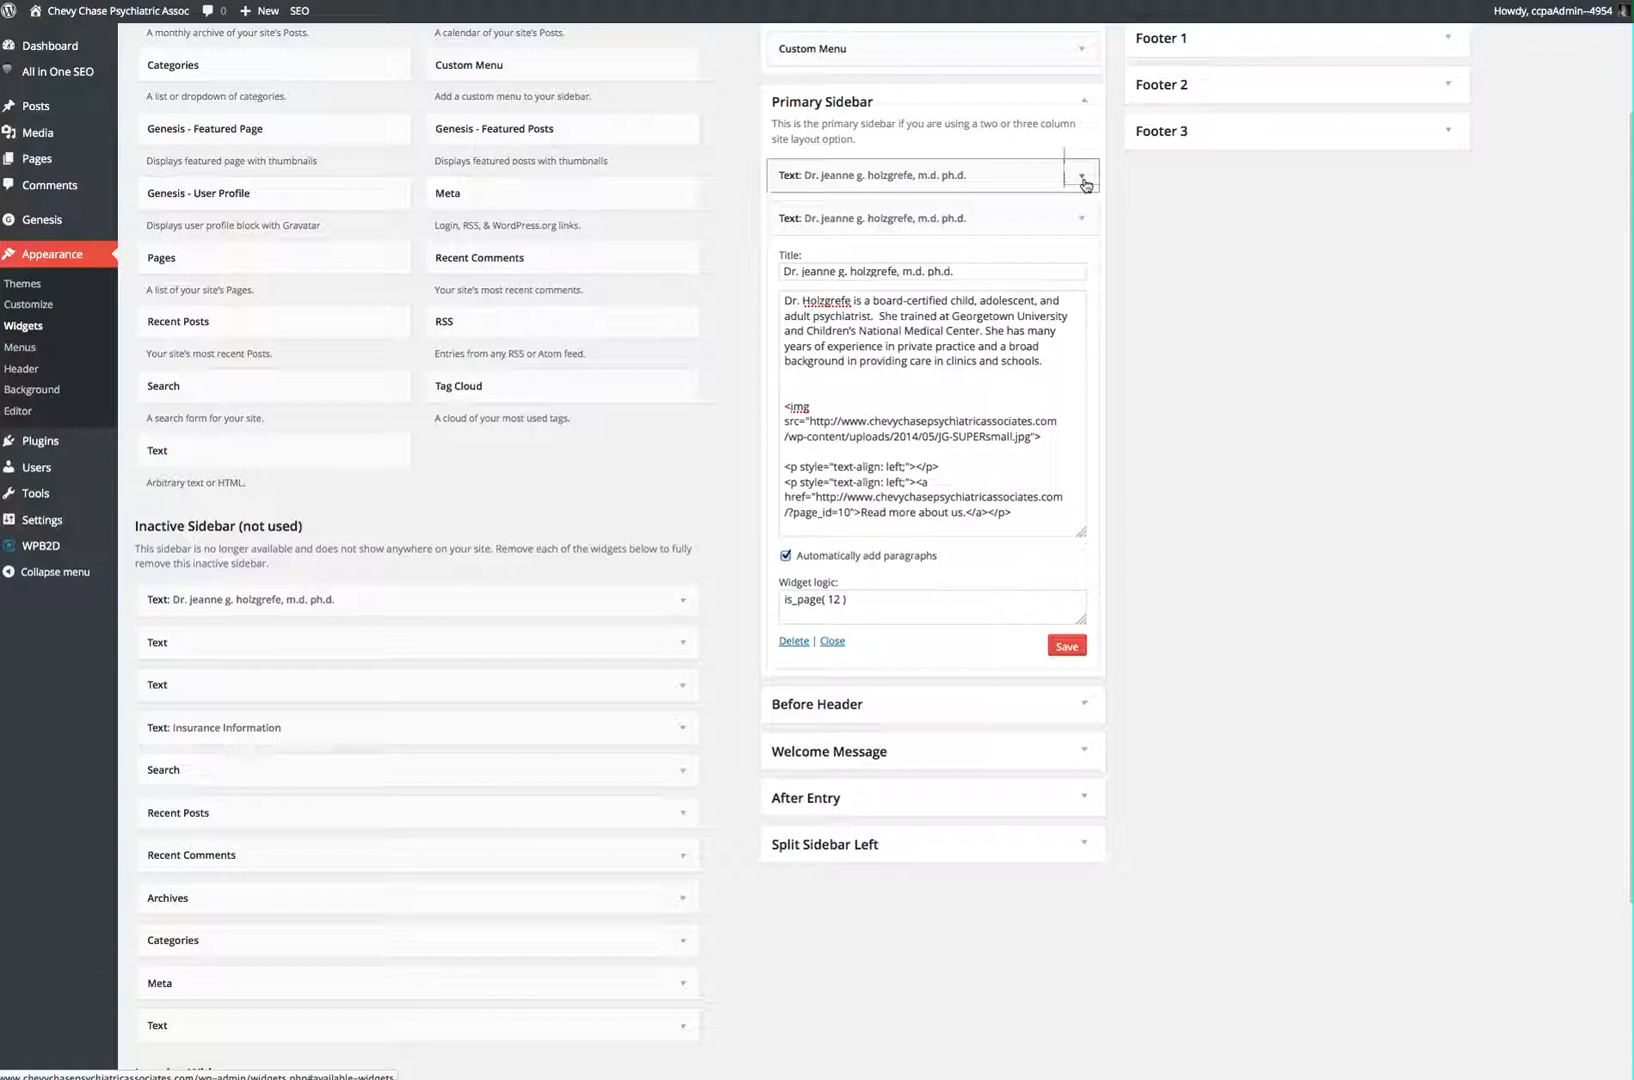 Chevy Chase Psychiatric Assoc
0
New
SEO
Howdy, ccpaAdmin--4954
Dashboard
All in One SEO
Posts
Media
Pages
Comments
Genesis
Appearance
Themes
Customize
Widgets
Menus
Header
Background
Editor
Plugins
Users
Tools
Settings
WPB2D
Collapse menu
A monthly archive of your site's Posts.
A calendar of your site's Posts.
Categories
Custom Menu
A list or dropdown of categories.
Add a custom menu to your sidebar.
Genesis - Featured Page
Genesis - Featured Posts
Displays featured page with thumbnails
Displays featured posts with thumbnails
Genesis - User Profile
Meta
Displays user profile block with Gravatar
Login, RSS, & WordPress.org links.
Pages
Recent Comments
A list of your site's Pages.
Your site's most recent comments.
Recent Posts
RSS
Your site's most recent Posts.
Entries from any RSS or Atom feed.
Search
Tag Cloud
A search form for your site.
A cloud of your most used tags.
Text
Arbitrary text or HTML.
Inactive Sidebar (not used)
This sidebar is no longer available and does not show anywhere on your site. Remove each of the widgets below to fully
remove this inactive sidebar.
Text: Dr. jeanne g. holzgrefe, m.d. ph.d.
Text
Text
Text: Insurance Information
Search
Recent Posts
Recent Comments
Archives
Categories
Meta
Text
Custom Menu
Primary Sidebar
This is the primary sidebar if you are using a two or three column
site layout option.
Text: Dr. jeanne g. holzgrefe, m.d. ph.d.
Text: Dr. jeanne g. holzgrefe, m.d. ph.d.
Title:
Dr. jeanne g. holzgrefe, m.d. ph.d.
Dr. Holzgrefe is a board-certified child, adolescent, and
adult psychiatrist.  She trained at Georgetown University
and Children's National Medical Center. She has many
years of experience in private practice and a broad
background in providing care in clinics and schools.
<img
src="http://www.chevychasepsychiatricassociates.com
/wp-content/uploads/2014/05/JG-SUPERsmall.jpg">
<p style="text-align: left;"></p>
<p style="text-align: left;"><a
href="http://www.chevychasepsychiatricassociates.com
/?page_id=10">Read more about us.</a></p>
Automatically add paragraphs
Widget logic:
is_page( 12 )
Delete | Close
Save
Before Header
Welcome Message
After Entry
Split Sidebar Left
Footer 1
Footer 2
Footer 3
www.chevychasepsychiatricassociates.com/wp-admin/widgets.php#available-widgets